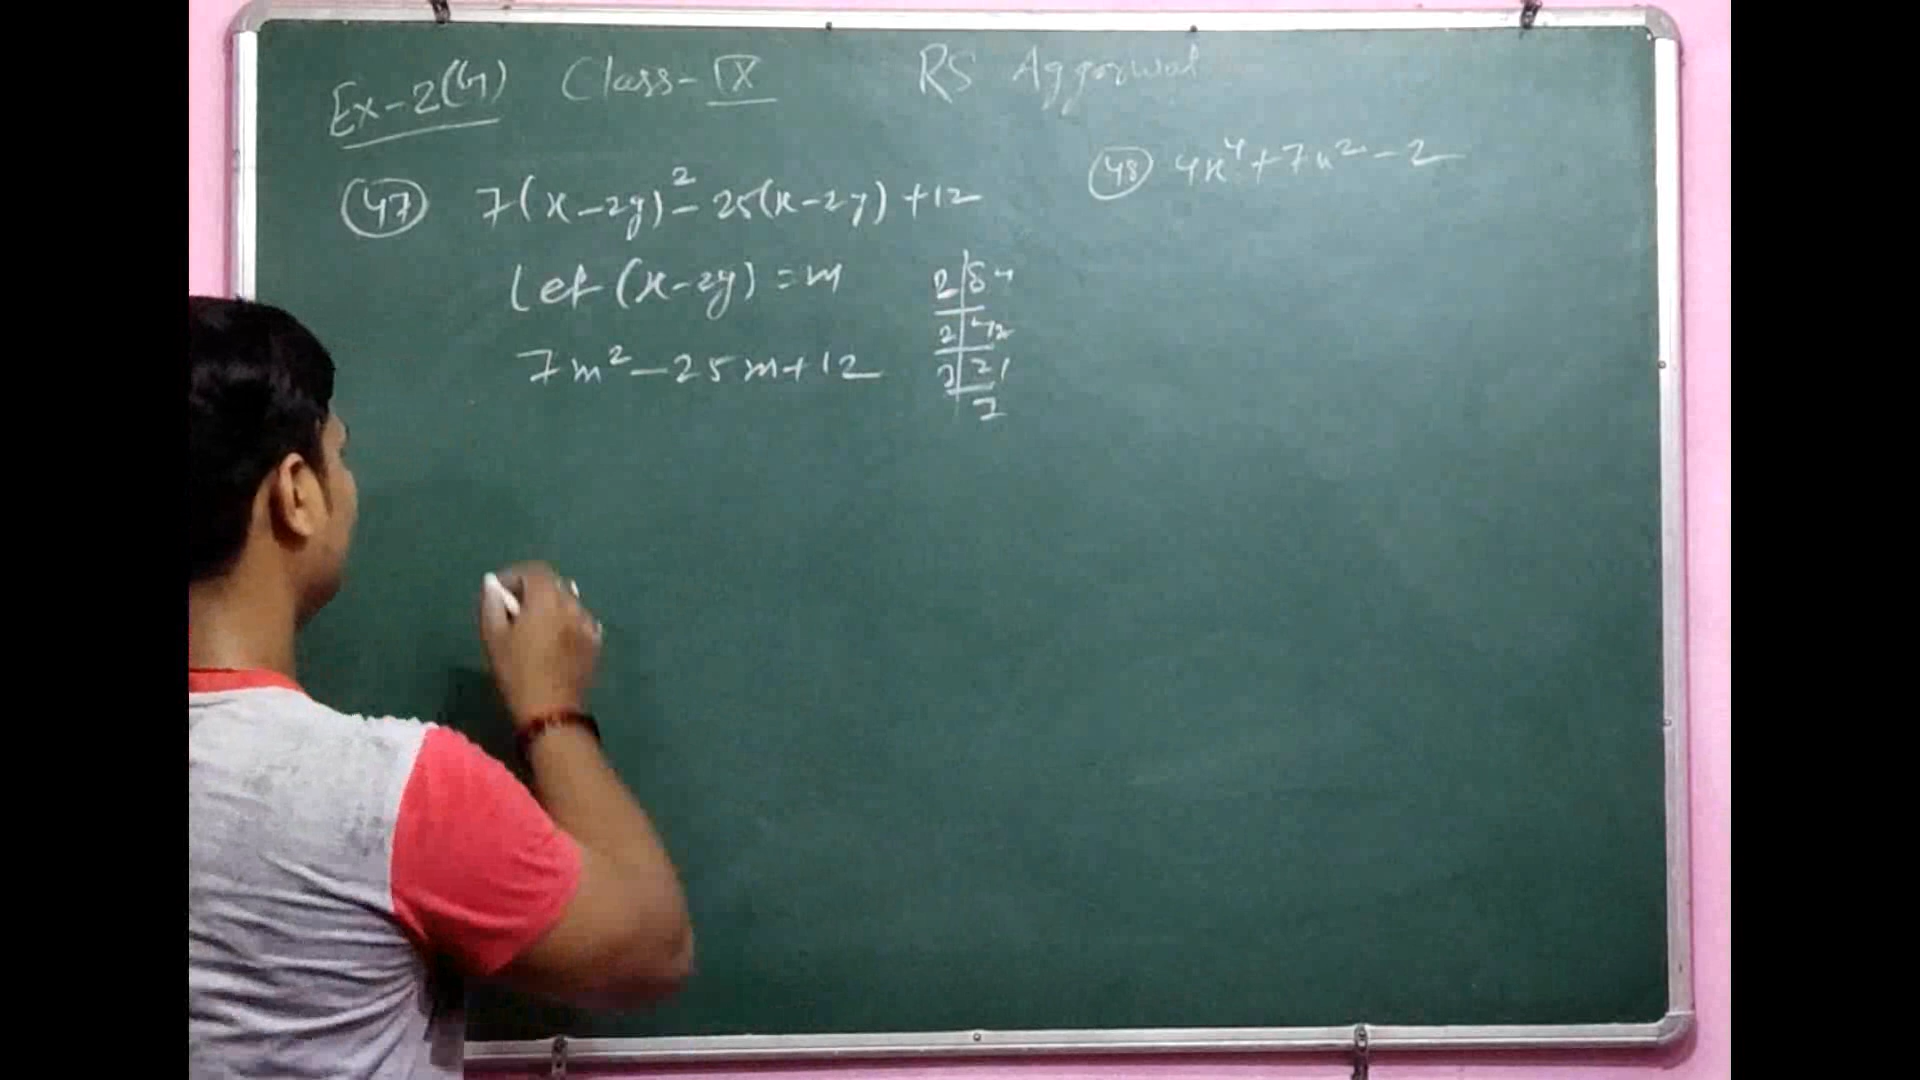 Ex-2(G) Class-IX RS Aggarwal
47 7(x-2y)²-25(x-2y)+12
let (x-2y)=m
7m²-25m+12
2|84
2|42
3|21
7
48 4x⁴+7x²-2